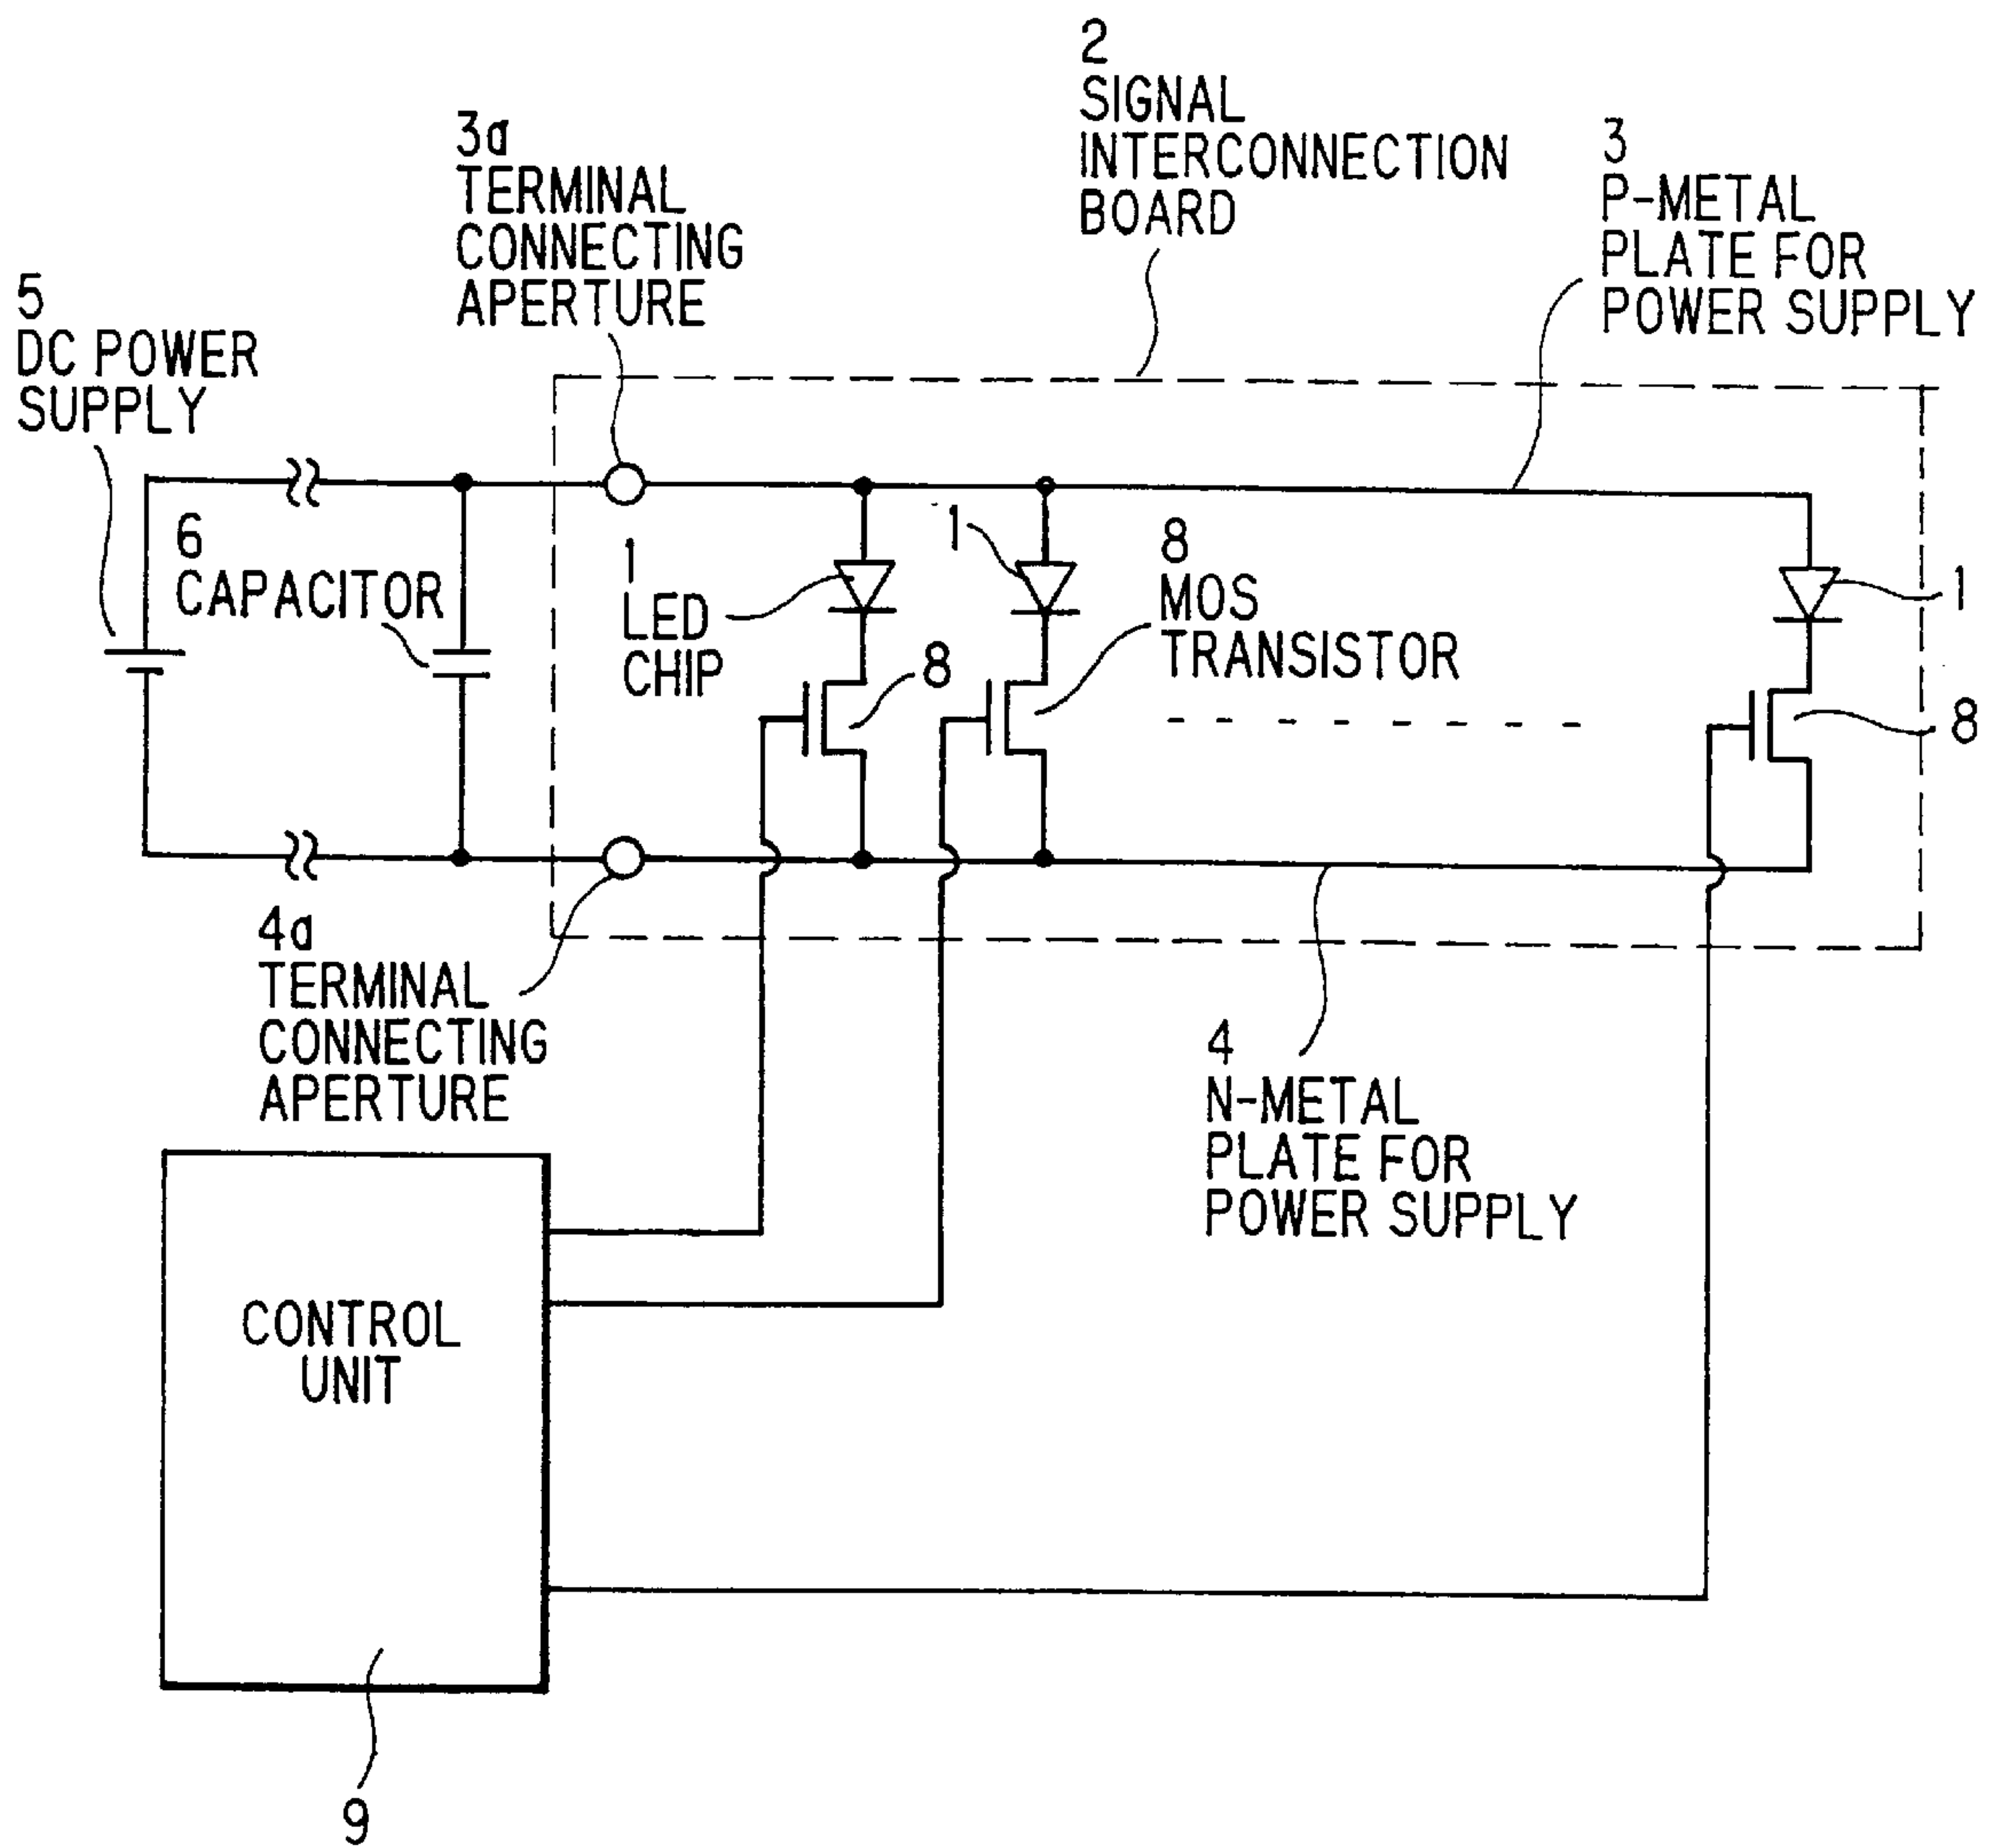 2
SIGNAL
INTERCONNECTION
BOARD
3a
TERMINAL
CONNECTING
APERTURE
3
P-METAL
PLATE FOR
POWER SUPPLY
5
DC POWER
SUPPLY
6
CAPACITOR
1
LED
CHIP
1
8
MOS
TRANSISTOR
1
8
8
4a
TERMINAL
CONNECTING
APERTURE
4
N-METAL
PLATE FOR
POWER SUPPLY
CONTROL
UNIT
9